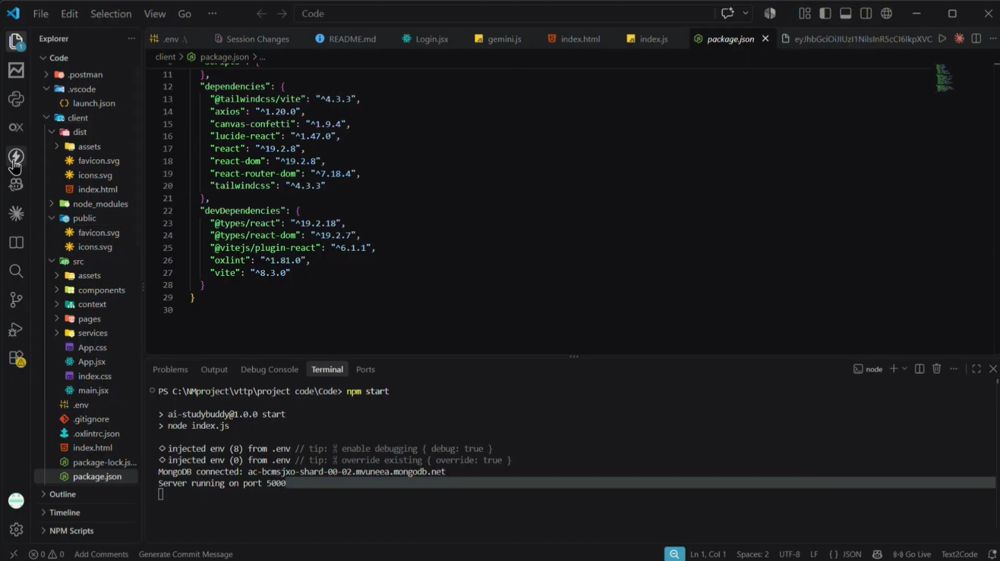 File Edit Selection View Go ··· Code
Explorer ···
.env .\ Session Changes README.md Login.jsx gemini.js index.html index.js package.json eyJhbGciOiJIUzI1NiIsInR5cCI6IkpXVC
client > package.json > ...
Code
.postman
.vscode
launch.json
client
dist
assets
favicon.svg
icons.svg
index.html
node_modules
public
favicon.svg
icons.svg
src
assets
components
context
pages
services
App.css
App.jsx
index.css
main.jsx
.env
.gitignore
.oxlintrc.json
index.html
package-lock.js...
package.json
Outline
Timeline
NPM Scripts
11 },
12 "dependencies": {
13 "@tailwindcss/vite": "^4.3.3",
14 "axios": "^1.20.0",
15 "canvas-confetti": "^1.9.4",
16 "lucide-react": "^1.47.0",
17 "react": "^19.2.8",
18 "react-dom": "^19.2.8",
19 "react-router-dom": "^7.18.4",
20 "tailwindcss": "^4.3.3"
21 },
22 "devDependencies": {
23 "@types/react": "^19.2.18",
24 "@types/react-dom": "^19.2.7",
25 "@vitejs/plugin-react": "^6.1.1",
26 "oxlint": "^1.81.0",
27 "vite": "^8.3.0"
28 }
29 }
30
Problems Output Debug Console Terminal Ports node
PS C:\NMproject\vttp\project code\Code> npm start
> ai-studybuddy@1.0.0 start
> node index.js
◇ injected env (8) from .env // tip: ⌘ enable debugging { debug: true }
◇ injected env (0) from .env // tip: ⌘ override existing { override: true }
MongoDB connected: ac-bcmsjxo-shard-00-02.mvuneea.mongodb.net
Server running on port 5000
0 0 Add Comments Generate Commit Message Ln 1, Col 1 Spaces: 2 UTF-8 LF { } JSON Go Live Text2Code